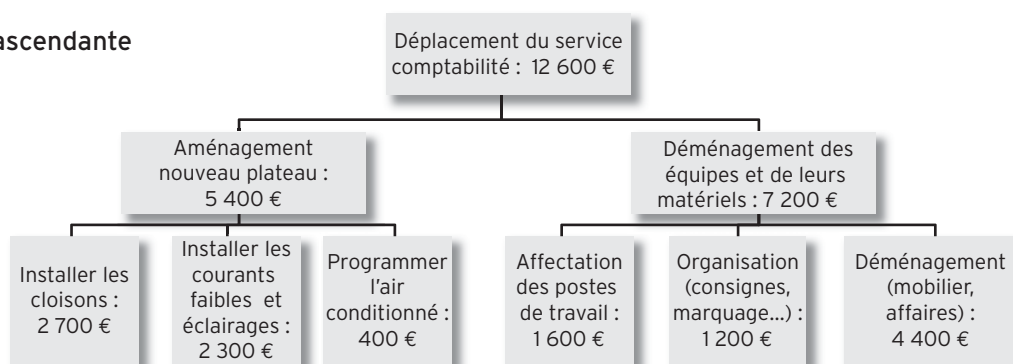 ascendante
Déplacement du service
comptabilité : 12 600 €
Aménagement
nouveau plateau :
5 400 €
Déménagement des
équipes et de leurs
matériels : 7 200 €
Installer les
cloisons :
2 700 €
Installer les
courants
faibles et
éclairages :
2 300 €
Programmer
l’air
conditionné :
400 €
Affectation
des postes
de travail :
1 600 €
Organisation
(consignes,
marquage...) :
1 200 €
Déménagement
(mobilier,
affaires) :
4 400 €